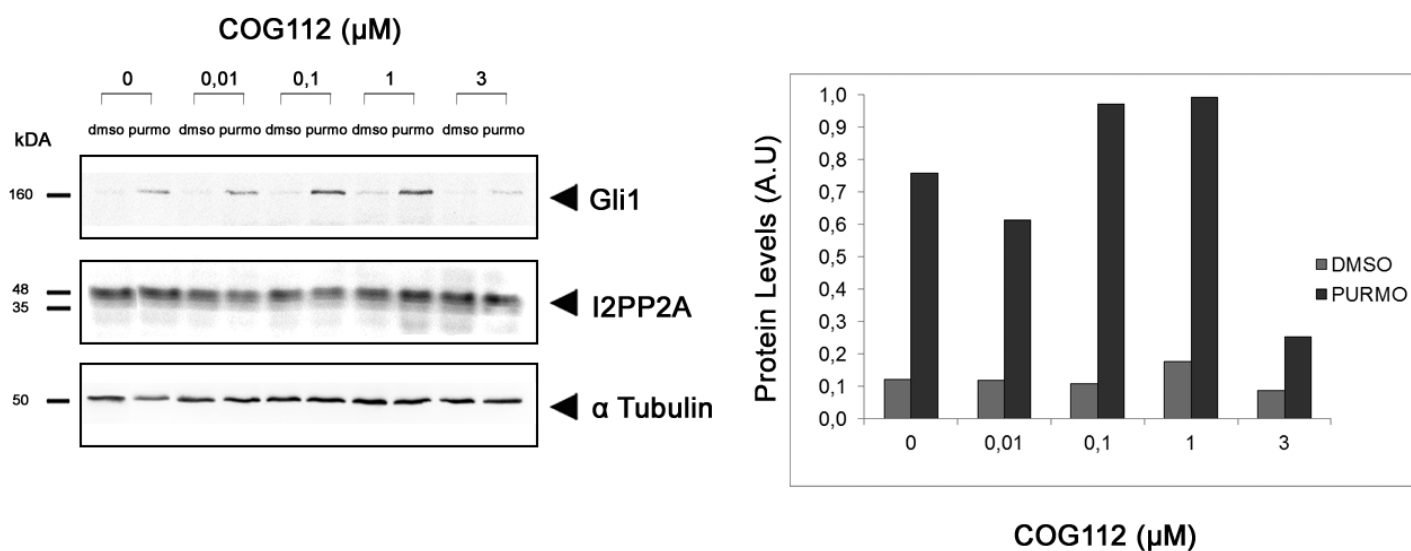 COG112 (µM)
0 0,01 0,1 1 3
dmso purmo dmso purmo dmso purmo dmso purmo dmso purmo
kDA
160 Gli1
48
35
I2PP2A
50 α Tubulin
Protein Levels (A.U)
1,0
0,9
0,8
0,7
0,6
0,5
0,4
0,3
0,2
0,1
0,0
0 0,01 0,1 1 3
DMSO
PURMO
COG112 (µM)